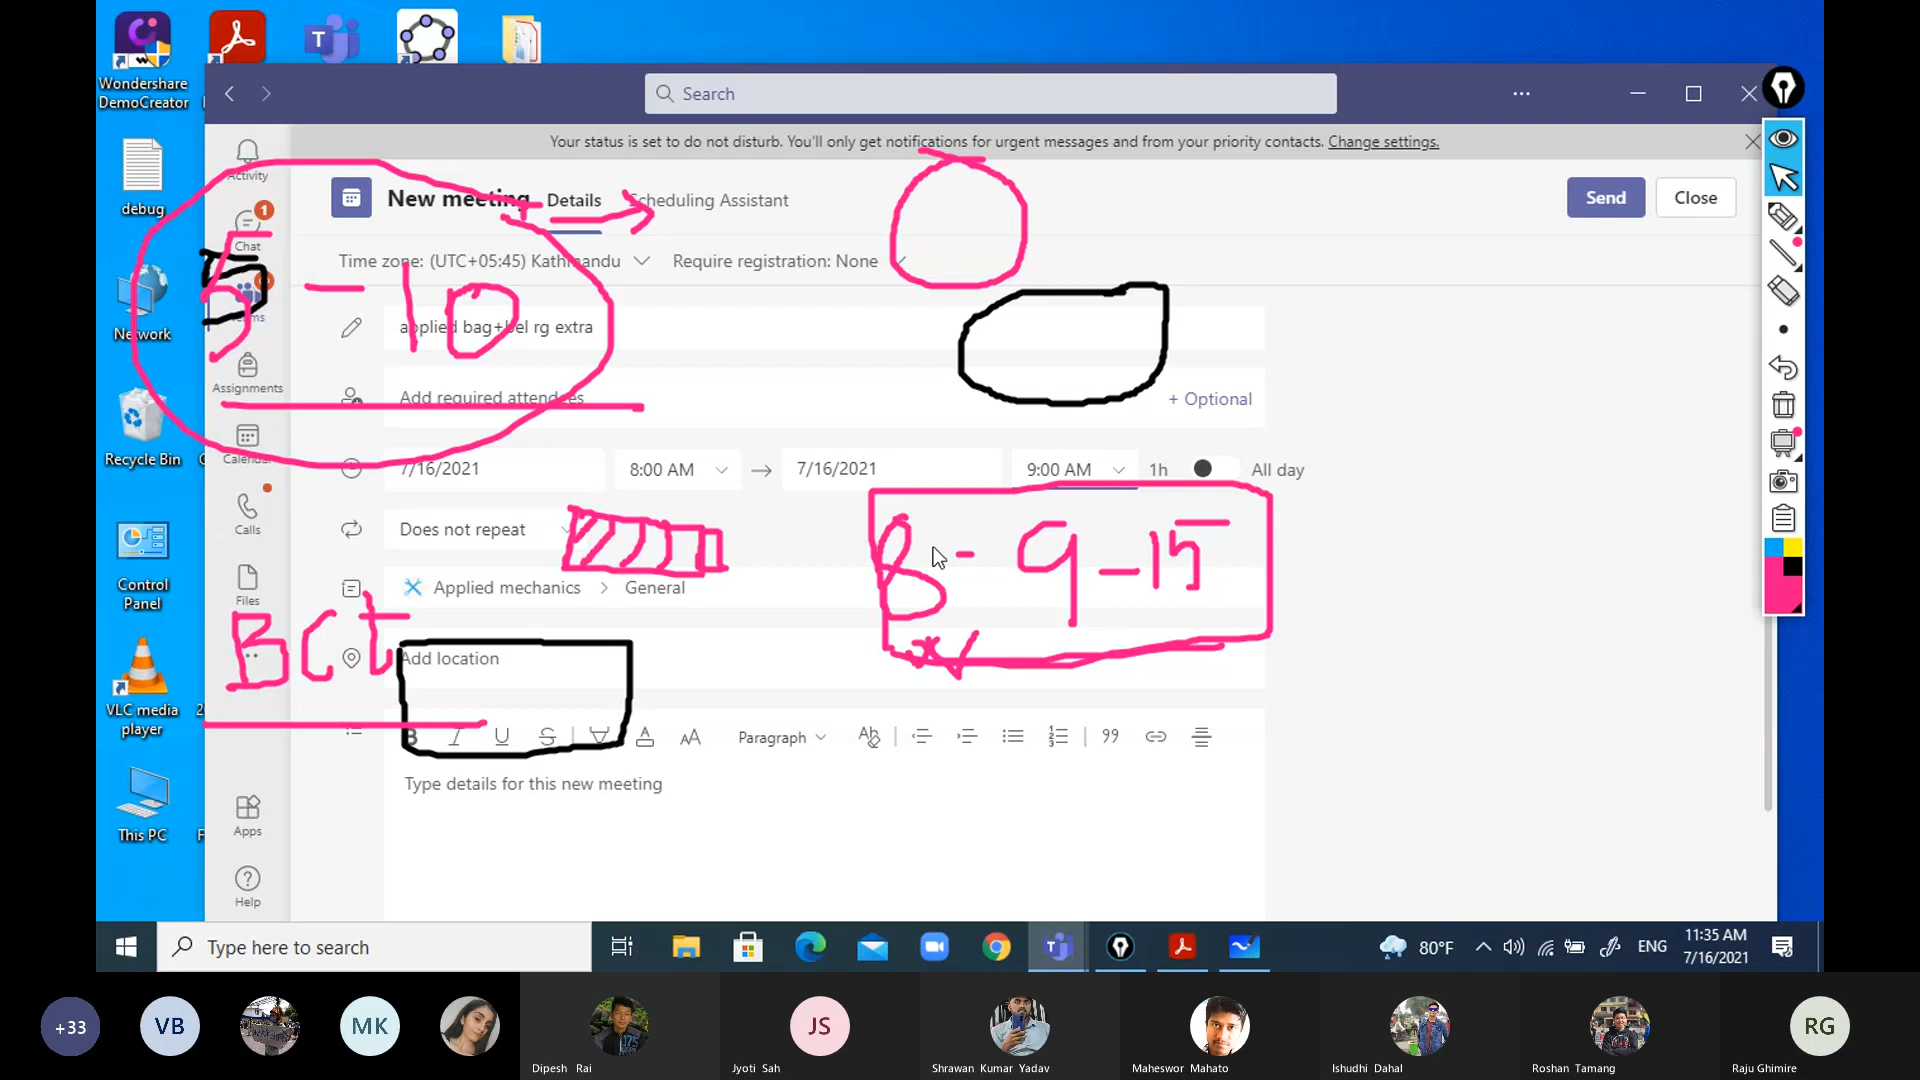 Wondershare
DemoCreator
debug
Network
Recycle Bin
Control
Panel
VLC media
player
This PC
Search
Your status is set to do not disturb. You'll only get notifications for urgent messages and from your priority contacts. Change settings.
Activity
1
Chat
Assignments
Calls
Files
Apps
Help
New meeting Details Scheduling Assistant
Send Close
Time zone: (UTC+05:45) Kathmandu Require registration: None
applied bag+bel rg extra
5 - 10
Add required attendees
+ Optional
7/16/2021 8:00 AM → 7/16/2021 9:00 AM 1h All day
Does not repeat
8 - 9-15
Applied mechanics > General
BCt
Add location
B I U S A AA Paragraph
Type details for this new meeting
Type here to search
80°F
ENG
11:35 AM
7/16/2021
+33
VB
MK
JS
RG
Dipesh Rai
Jyoti Sah
Shrawan Kumar Yadav
Maheswor Mahato
Ishudhi Dahal
Roshan Tamang
Raju Ghimire